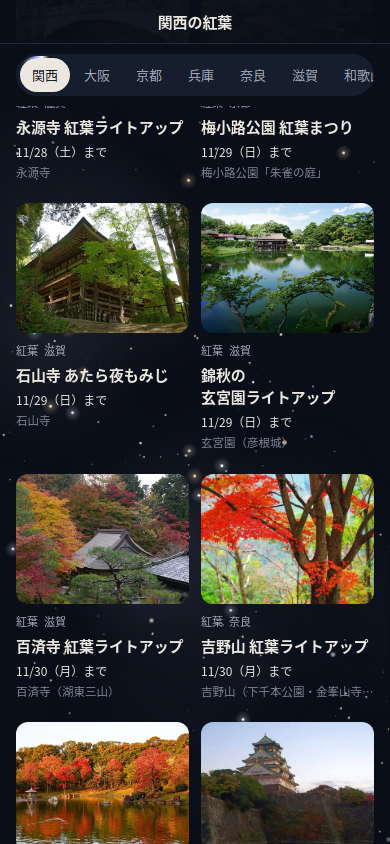 関西の紅葉
関西 大阪 京都 兵庫 奈良 滋賀 和歌
永源寺 紅葉ライトアップ
11/28（土）まで
永源寺
梅小路公園 紅葉まつり
11/29（日）まで
梅小路公園「朱雀の庭」
紅葉 滋賀
石山寺 あたら夜もみじ
11/29（日）まで
石山寺
紅葉 滋賀
錦秋の
玄宮園ライトアップ
11/29（日）まで
玄宮園（彦根城）
紅葉 滋賀
百済寺 紅葉ライトアップ
11/30（月）まで
百済寺（湖東三山）
紅葉 奈良
吉野山 紅葉ライトアップ
11/30（月）まで
吉野山（下千本公園・金峯山寺…